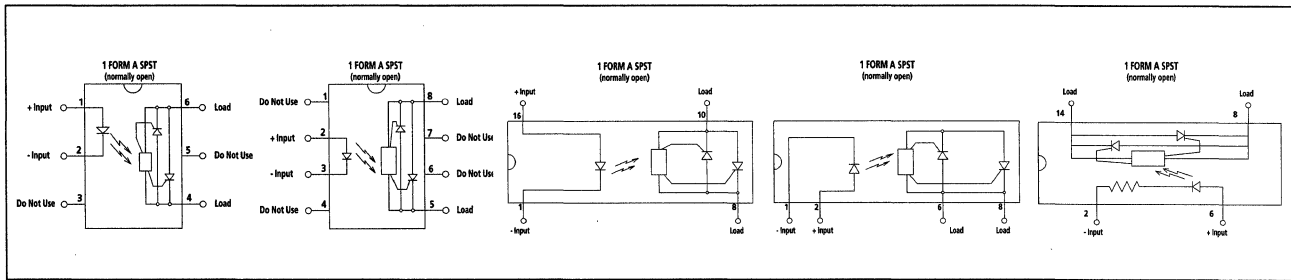 1 FORM A SPST
(normally open)
1
6
+ Input
Load
- Input
2
5
Do Not Use
Do Not Use
3
4
Load
1 FORM A SPST
(normally open)
Do Not Use
1
8
Load
+ Input
2
7
Do Not Use
- Input
3
6
Do Not Use
Do Not Use
4
5
Load
1 FORM A SPST
(normally open)
+ Input
Load
16
10
1
8
- Input
Load
1 FORM A SPST
(normally open)
1
2
6
8
- Input
+ Input
Load
Load
1 FORM A SPST
(normally open)
Load
Load
14
8
2
6
- Input
+ Input